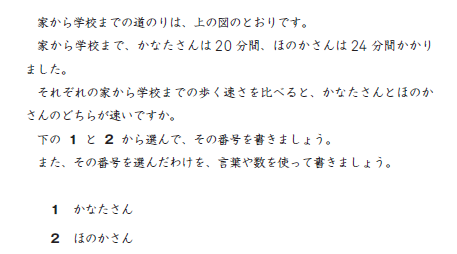 家から学校までの道のりは、上の図のとおりです。
家から学校まで、かなたさんは 20 分間、ほのかさんは 24 分間かかり
ました。
それぞれの家から学校までの歩く速さを比べると、かなたさんとほのか
さんのどちらが速いですか。
下の 1 と 2 から選んで、その番号を書きましょう。
また、その番号を選んだわけを、言葉や数を使って書きましょう。
1 かなたさん
2 ほのかさん